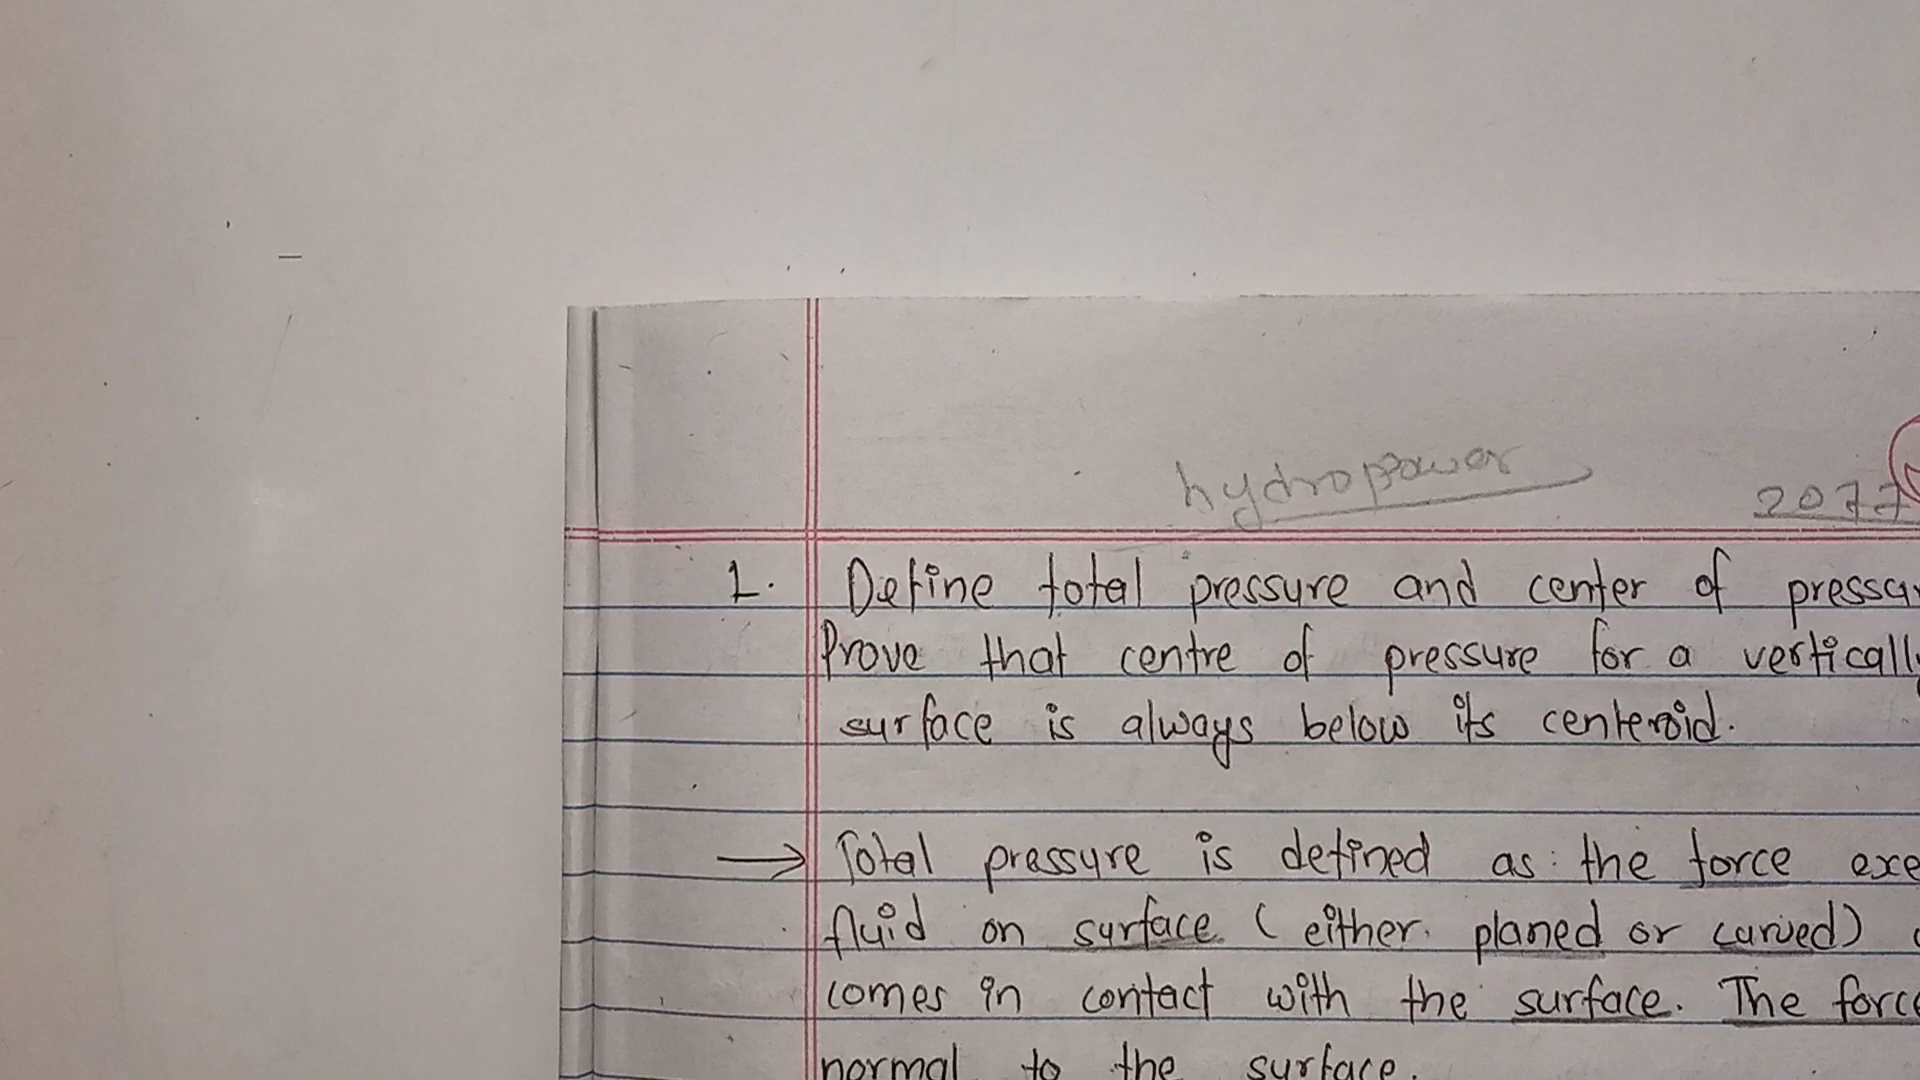 hydropower
2077
1. Define total pressure and center of
Prove that centre of pressure for a vertically
surface is always below its centeroid.
→ Total pressure is defined as the force
fluid on surface (either planed or curved)
comes in contact with the surface. The force
normal to the surface.